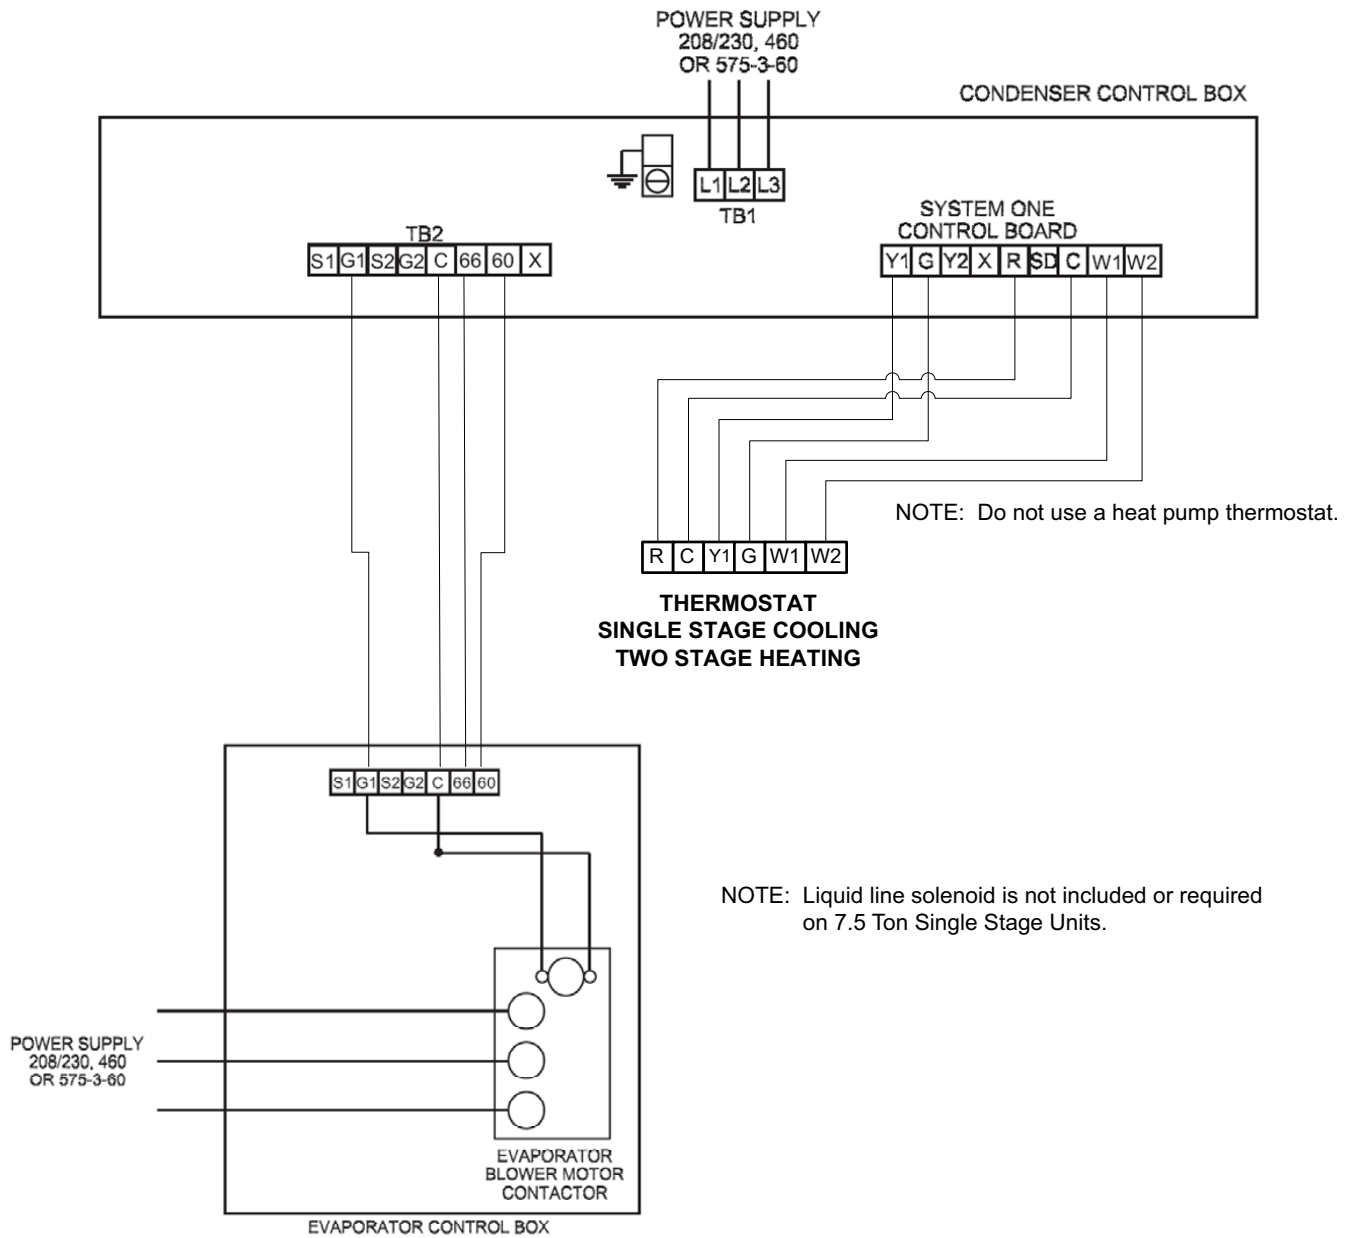 POWER SUPPLY
208/230, 460
OR 575-3-60
CONDENSER CONTROL BOX
L1 L2 L3
TB1
SYSTEM ONE
CONTROL BOARD
TB2
S1 G1 S2 G2 C 66 60 X
Y1 G Y2 X R SD C W1 W2
NOTE: Do not use a heat pump thermostat.
R C Y1 G W1 W2
THERMOSTAT
SINGLE STAGE COOLING
TWO STAGE HEATING
S1 G1 S2 G2 C 66 60
NOTE: Liquid line solenoid is not included or required
on 7.5 Ton Single Stage Units.
POWER SUPPLY
208/230, 460
OR 575-3-60
EVAPORATOR
BLOWER MOTOR
CONTACTOR
EVAPORATOR CONTROL BOX